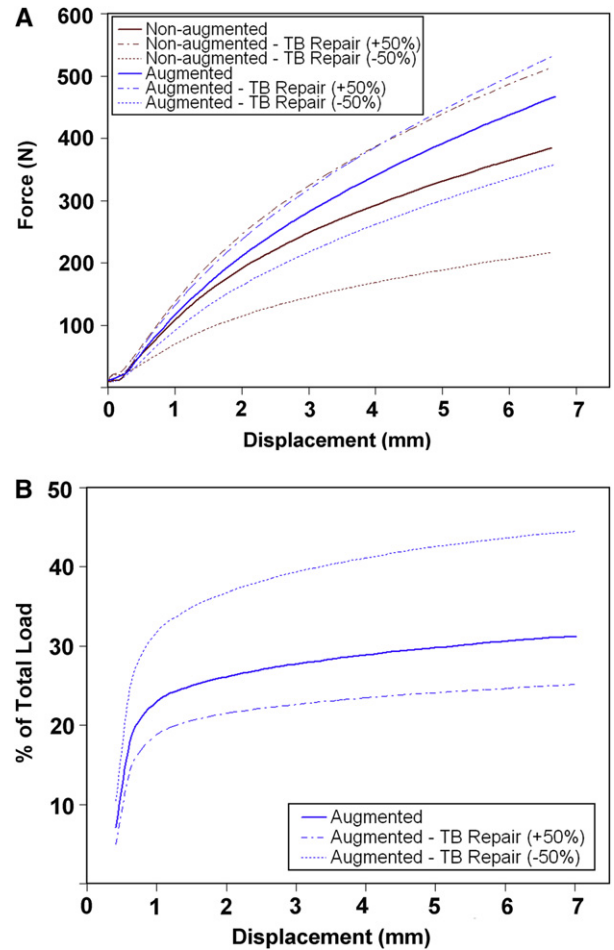 A
600
500
400
300
200
100
Force (N)
Non-augmented
Non-augmented - TB Repair (+50%)
Non-augmented - TB Repair (-50%)
Augmented
Augmented - TB Repair (+50%)
Augmented - TB Repair (-50%)
0 1 2 3 4 5 6 7
Displacement (mm)
B
50
40
30
20
10
% of Total Load
Augmented
Augmented - TB Repair (+50%)
Augmented - TB Repair (-50%)
0 1 2 3 4 5 6 7
Displacement (mm)